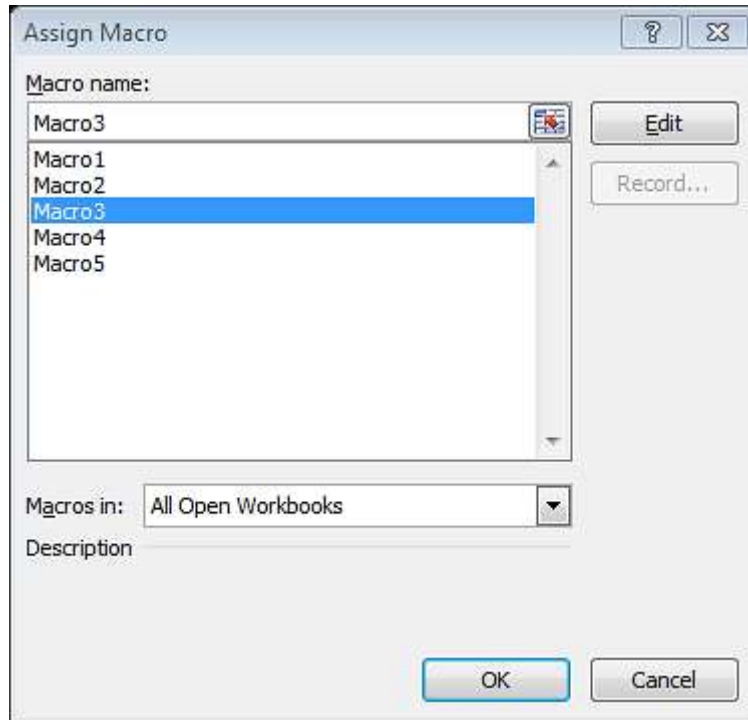 Assign Macro
Macro name:
Macro3
Edit
Record...
Macro1
Macro2
Macro3
Macro4
Macro5
Macros in:
All Open Workbooks
Description
OK
Cancel